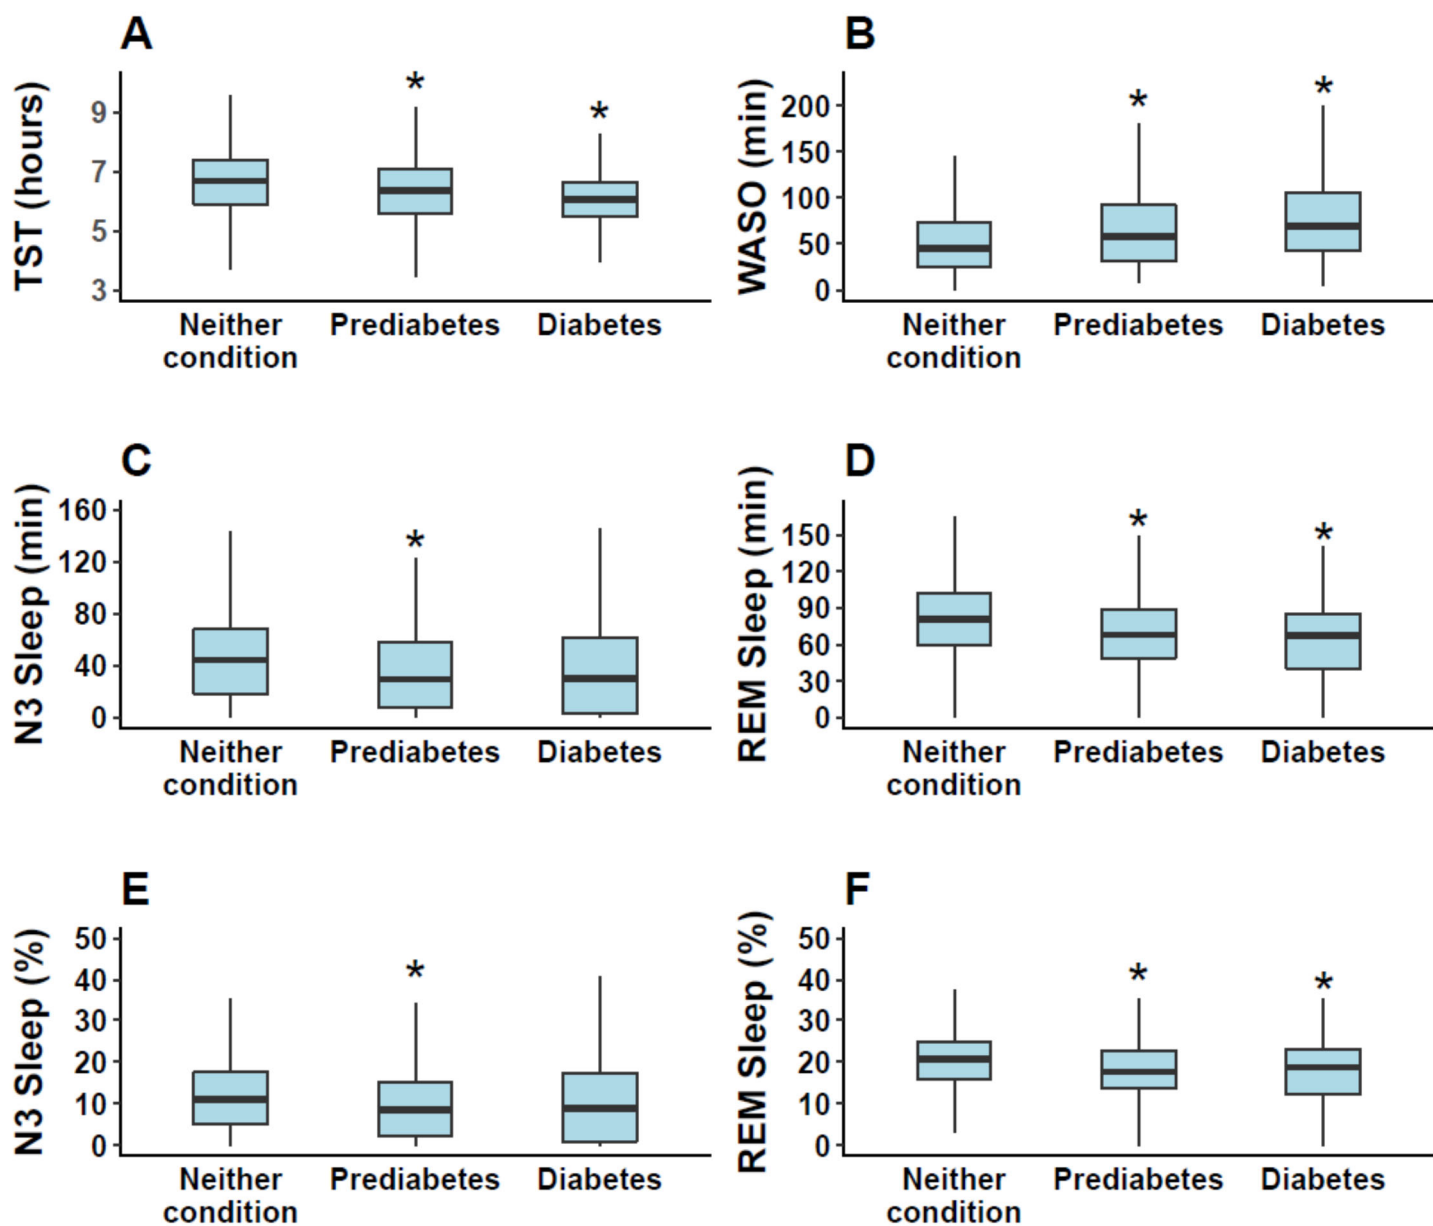 A
TST (hours)
9
7
5
3
*
*
Neither condition
Prediabetes
Diabetes
B
WASO (min)
200
150
100
50
0
*
*
Neither condition
Prediabetes
Diabetes
C
N3 Sleep (min)
160
120
80
40
0
*
Neither condition
Prediabetes
Diabetes
D
REM Sleep (min)
150
120
90
60
30
0
*
*
Neither condition
Prediabetes
Diabetes
E
N3 Sleep (%)
50
40
30
20
10
0
*
Neither condition
Prediabetes
Diabetes
F
REM Sleep (%)
50
40
30
20
10
0
*
*
Neither condition
Prediabetes
Diabetes